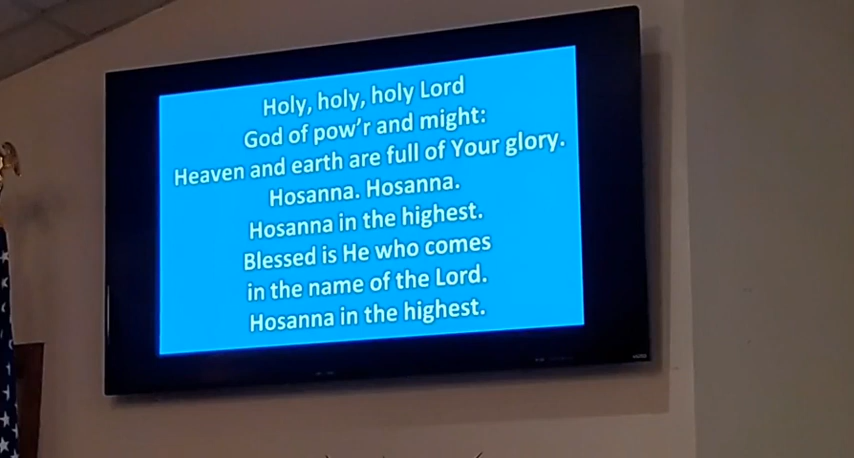 Holy, holy, holy Lord
God of pow'r and might:
Heaven and earth are full of Your glory.
Hosanna. Hosanna.
Hosanna in the highest.
Blessed is He who comes
in the name of the Lord.
Hosanna in the highest.